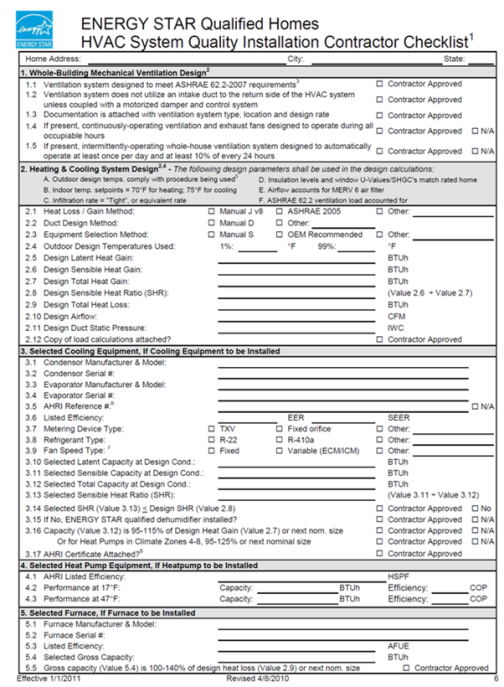 ENERGY STAR
ENERGY STAR Qualified Homes
HVAC System Quality Installation Contractor Checklist¹
Home Address: City: State:
1. Whole-Building Mechanical Ventilation Design²
1.1 Ventilation system designed to meet ASHRAE 62.2-2007 requirements³ ☐ Contractor Approved
1.2 Ventilation system does not utilize an intake duct to the return side of the HVAC system
unless coupled with a motorized damper and control system ☐ Contractor Approved
1.3 Documentation is attached with ventilation system type, location and design rate ☐ Contractor Approved
1.4 If present, continuously-operating ventilation and exhaust fans designed to operate during all
occupiable hours ☐ Contractor Approved ☐ N/A
1.5 If present, intermittently-operating whole-house ventilation system designed to automatically
operate at least once per day and at least 10% of every 24 hours ☐ Contractor Approved ☐ N/A
2. Heating & Cooling System Design²,⁴ - The following design parameters shall be used in the design calculations:
A. Outdoor design temps. comply with procedure being used⁵ D. Insulation levels and window U-Values/SHGC's match rated home
B. Indoor temp. setpoints = 70°F for heating; 75°F for cooling E. Airflow accounts for MERV 6 air filter
C. Infiltration rate = "Tight", or equivalent rate F. ASHRAE 62.2 ventilation load accounted for
2.1 Heat Loss / Gain Method: ☐ Manual J v8 ☐ ASHRAE 2005 ☐ Other:
2.2 Duct Design Method: ☐ Manual D ☐ Other:
2.3 Equipment Selection Method: ☐ Manual S ☐ OEM Recommended ☐ Other:
2.4 Outdoor Design Temperatures Used: 1%: °F 99%: °F
2.5 Design Latent Heat Gain: BTUh
2.6 Design Sensible Heat Gain: BTUh
2.7 Design Total Heat Gain: BTUh
2.8 Design Sensible Heat Ratio (SHR): (Value 2.6 ÷ Value 2.7)
2.9 Design Total Heat Loss: BTUh
2.10 Design Airflow: CFM
2.11 Design Duct Static Pressure: IWC
2.12 Copy of load calculations attached? ☐ Contractor Approved
3. Selected Cooling Equipment, If Cooling Equipment to be Installed
3.1 Condensor Manufacturer & Model:
3.2 Condensor Serial #:
3.3 Evaporator Manufacturer & Model:
3.4 Evaporator Serial #:
3.5 AHRI Reference #:⁶ ☐ N/A
3.6 Listed Efficiency: EER SEER
3.7 Metering Device Type: ☐ TXV ☐ Fixed orifice ☐ Other:
3.8 Refrigerant Type: ☐ R-22 ☐ R-410a ☐ Other:
3.9 Fan Speed Type: ⁷ ☐ Fixed ☐ Variable (ECM/ICM) ☐ Other:
3.10 Selected Latent Capacity at Design Cond.: BTUh
3.11 Selected Sensible Capacity at Design Cond.: BTUh
3.12 Selected Total Capacity at Design Cond.: BTUh
3.13 Selected Sensible Heat Ratio (SHR): (Value 3.11 ÷ Value 3.12)
3.14 Selected SHR (Value 3.13) ≤ Design SHR (Value 2.8) ☐ Contractor Approved ☐ No
3.15 If No, ENERGY STAR qualified dehumidifier installed? ☐ Contractor Approved ☐ N/A
3.16 Capacity (Value 3.12) is 95-115% of Design Heat Gain (Value 2.7) or next nom. size ☐ Contractor Approved ☐ N/A
Or for Heat Pumps in Climate Zones 4-8, 95-125% or next nominal size ☐ Contractor Approved ☐ N/A
3.17 AHRI Certificate Attached?⁶ ☐ Contractor Approved
4. Selected Heat Pump Equipment, If Heatpump to be Installed
4.1 AHRI Listed Efficiency: HSPF
4.2 Performance at 17°F: Capacity: BTUh Efficiency: COP
4.3 Performance at 47°F: Capacity: BTUh Efficiency: COP
5. Selected Furnace, If Furnace to be Installed
5.1 Furnace Manufacturer & Model:
5.2 Furnace Serial #:
5.3 Listed Efficiency: AFUE
5.4 Selected Gross Capacity: BTUh
5.5 Gross capacity (Value 5.4) is 100-140% of design heat loss (Value 2.9) or next nom. size ☐ Contractor Approved
Effective 1/1/2011 Revised 4/8/2010 6